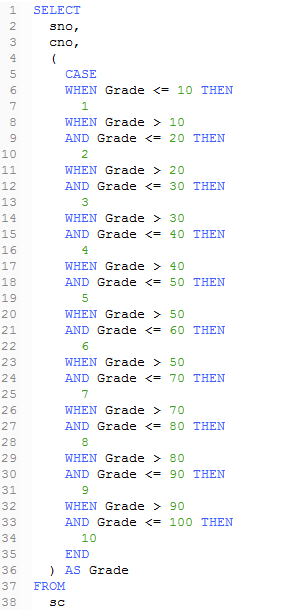 1 SELECT
2 sno,
3 cno,
4 (
5 CASE
6 WHEN Grade <= 10 THEN
7 1
8 WHEN Grade > 10
9 AND Grade <= 20 THEN
10 2
11 WHEN Grade > 20
12 AND Grade <= 30 THEN
13 3
14 WHEN Grade > 30
15 AND Grade <= 40 THEN
16 4
17 WHEN Grade > 40
18 AND Grade <= 50 THEN
19 5
20 WHEN Grade > 50
21 AND Grade <= 60 THEN
22 6
23 WHEN Grade > 50
24 AND Grade <= 70 THEN
25 7
26 WHEN Grade > 70
27 AND Grade <= 80 THEN
28 8
29 WHEN Grade > 80
30 AND Grade <= 90 THEN
31 9
32 WHEN Grade > 90
33 AND Grade <= 100 THEN
34 10
35 END
36 ) AS Grade
37 FROM
38 sc